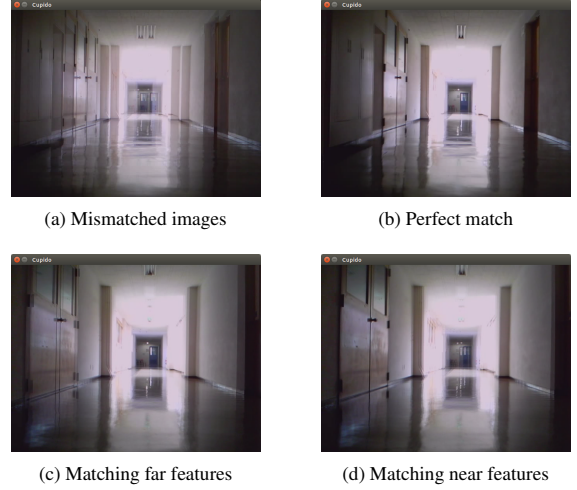 Cupido
Cupido
(a) Mismatched images
(b) Perfect match
Cupido
Cupido
(c) Matching far features
(d) Matching near features